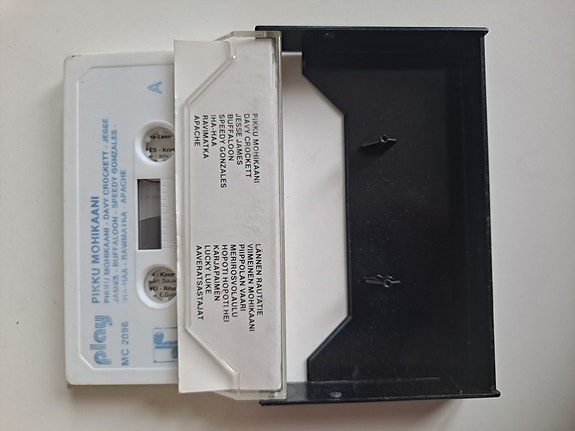 PIKKU MOHIKAANI
DAVY CROCKETT
JESSE JAMES
BUFFALOON
SPEEDY GONZALES
IHA-HAA
RAVIMATKA
APACHE
LÄNNEN RAUTATIE
VIIMEINEN MOHIKAANI
PIIPPOLAN VAARI
MERIROSVOLAULU
HOPOTI HOPOTI HEI
KARJAPAIMEN
LUCKY LUKE
AAVERATSASTAJAT
A
PIKKU MOHIKAANI
PIKKU MOHIKAANI - DAVY CROCKETT - JESSE
JAMES - BUFFALOON - SPEEDY GONZALES -
IHA-HAA - RAVIMATKA - APACHE
play
MC 2096